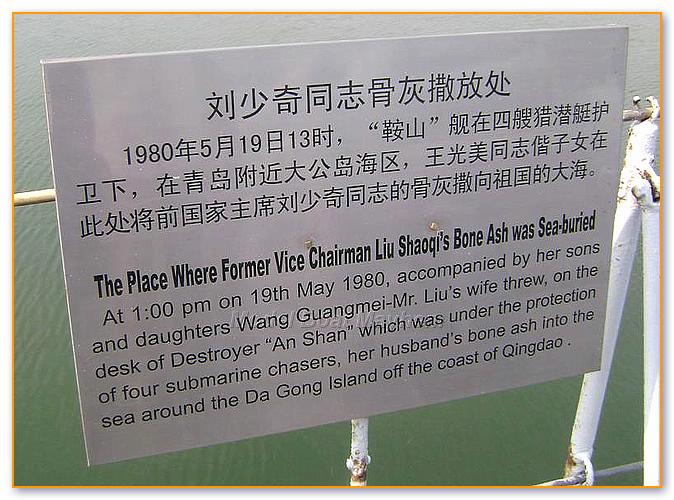 刘少奇同志骨灰撒放处
1980年5月19日13时，“鞍山”舰在四艘猎潜艇护
卫下，在青岛附近大公岛海区，王光美同志偕子女在
此处将前国家主席刘少奇同志的骨灰撒向祖国的大海。
The Place Where Former Vice Chairman Liu Shaoqi's Bone Ash was Sea-buried
At 1:00 pm on 19th May 1980, accompanied by her sons
and daughters Wang Guangmei-Mr. Liu's wife threw, on the
desk of Destroyer “An Shan” which was under the protection
of four submarine chasers, her husband's bone ash into the
sea around the Da Gong Island off the coast of Qingdao .